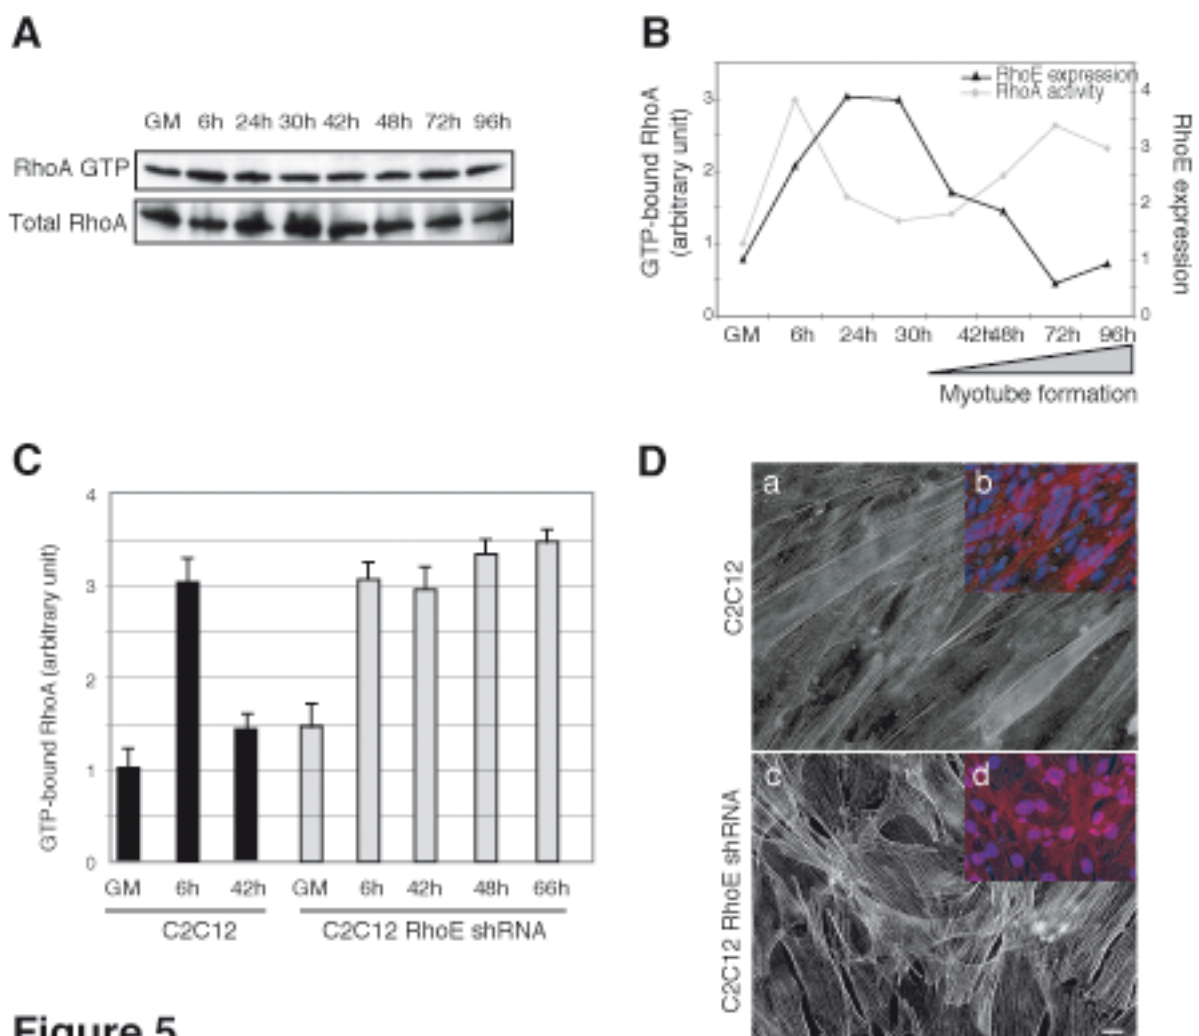 A
GM 6h 24h 30h 42h 48h 72h 96h
RhoA GTP
Total RhoA
B
RhoE expression
RhoA activity
GTP-bound RhoA
(arbitrary unit)
3
2
1
0
4
3
2
1
0
RhoE expression
GM 6h 24h 30h 42h 48h 72h 96h
Myotube formation
C
GTP-bound RhoA (arbitrary unit)
4
3
2
1
0
GM 6h 42h GM 6h 42h 48h 66h
C2C12 C2C12 RhoE shRNA
D
a b
C2C12
c d
C2C12 RhoE shRNA
Figure 5